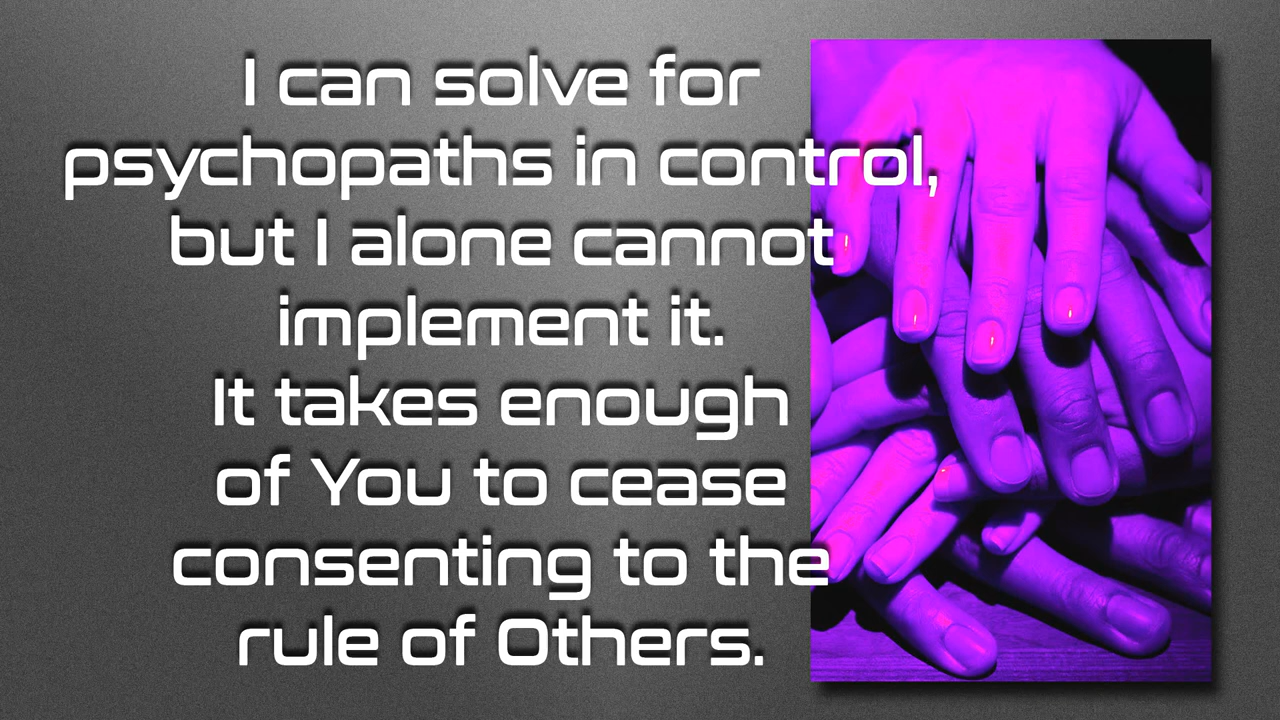 I can solve for
psychopaths in control,
but I alone cannot
implement it.
It takes enough
of You to cease
consenting to the
rule of Others.